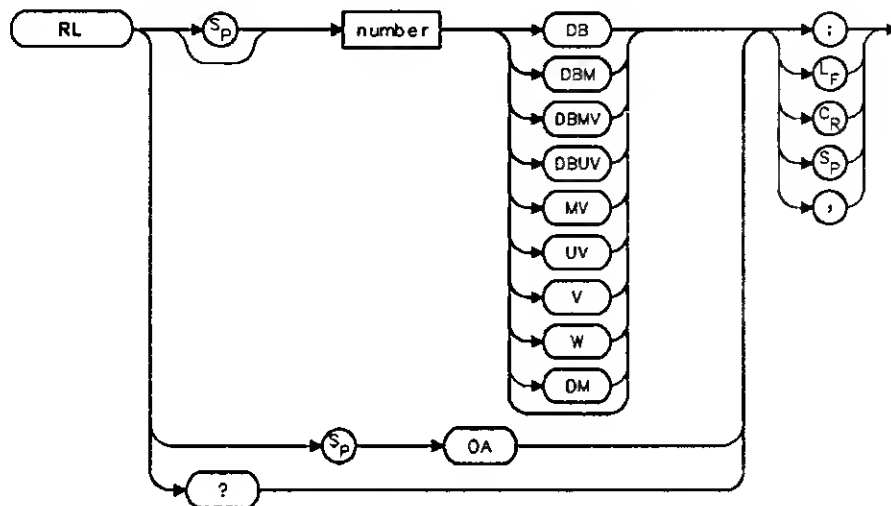 RL SP number DB ;
DBM LF
DBMV CR
DBUV SP
MV ,
UV
V
W
DM
SP OA
?